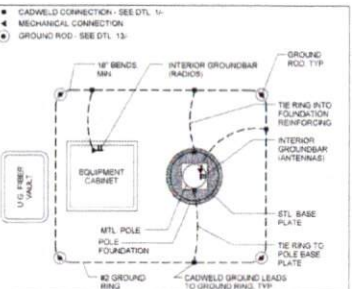 CADWELD CONNECTION - SEE DTL 1/-
MECHANICAL CONNECTION
GROUND ROD - SEE DTL 13/-
18" BENDS
MIN
INTERIOR GROUNDBAR
(RADIOS)
GROUND
ROD, TYP
TIE RING INTO
FOUNDATION
REINFORCING
INTERIOR
GROUNDBAR
(ANTENNAS)
EQUIPMENT
CABINET
U.G. FIBER
VAULT
MTL POLE
POLE
FOUNDATION
STL BASE
PLATE
TIE RING TO
POLE BASE
PLATE
#2 GROUND
RING
CADWELD GROUND LEADS
TO GROUND RING, TYP